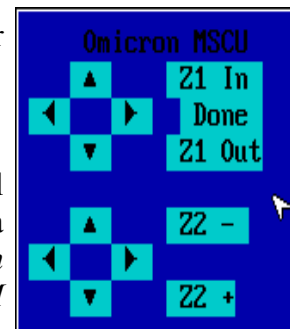 Omicron MSCU
Z1 In
Done
Z1 Out
Z2 -
Z2 +